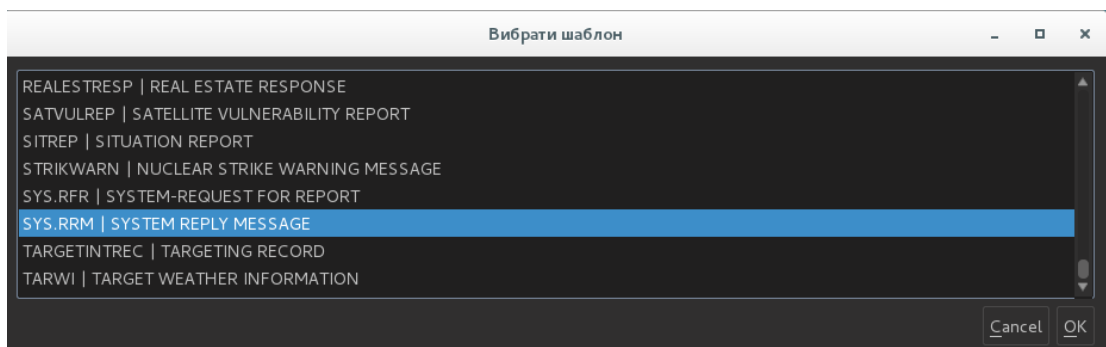 Вибрати шаблон
REALESTRESP | REAL ESTATE RESPONSE
SATVULREP | SATELLITE VULNERABILITY REPORT
SITREP | SITUATION REPORT
STRIKWARN | NUCLEAR STRIKE WARNING MESSAGE
SYS.RFR | SYSTEM-REQUEST FOR REPORT
SYS.RRM | SYSTEM REPLY MESSAGE
TARGETINTREC | TARGETING RECORD
TARWI | TARGET WEATHER INFORMATION
Cancel OK